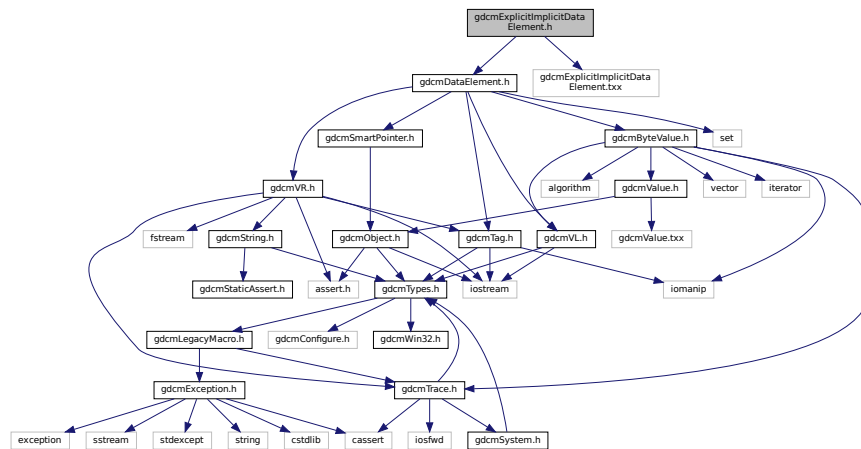 gdcmExplicitImplicitData
Element.h
gdcmDataElement.h
gdcmExplicitImplicitData
Element.txx
gdcmSmartPointer.h
gdcmByteValue.h
set
gdcmVR.h
algorithm
gdcmValue.h
vector
iterator
fstream
gdcmString.h
gdcmObject.h
gdcmTag.h
gdcmVL.h
gdcmValue.txx
gdcmStaticAssert.h
assert.h
gdcmTypes.h
iostream
iomanip
gdcmLegacyMacro.h
gdcmConfigure.h
gdcmWin32.h
gdcmException.h
gdcmTrace.h
exception
sstream
stdexcept
string
cstdlib
cassert
iosfwd
gdcmSystem.h